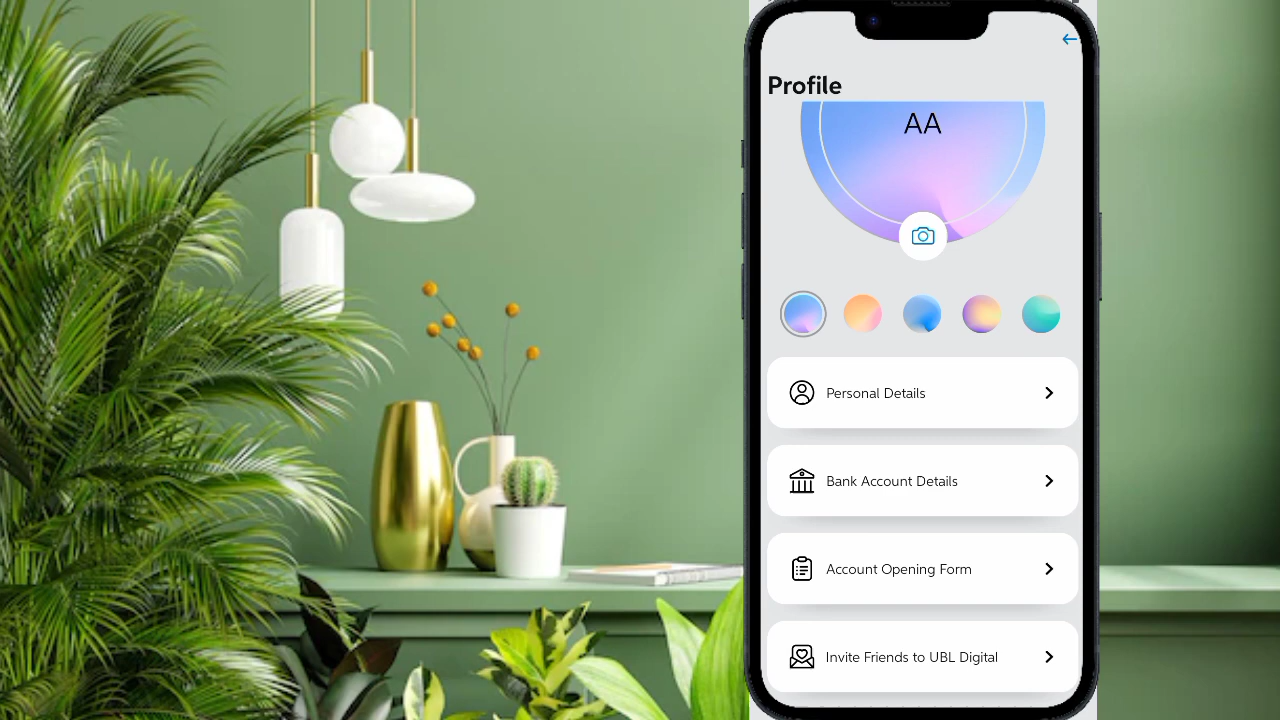 Profile
AA
Personal Details
Bank Account Details
Account Opening Form
Invite Friends to UBL Digital